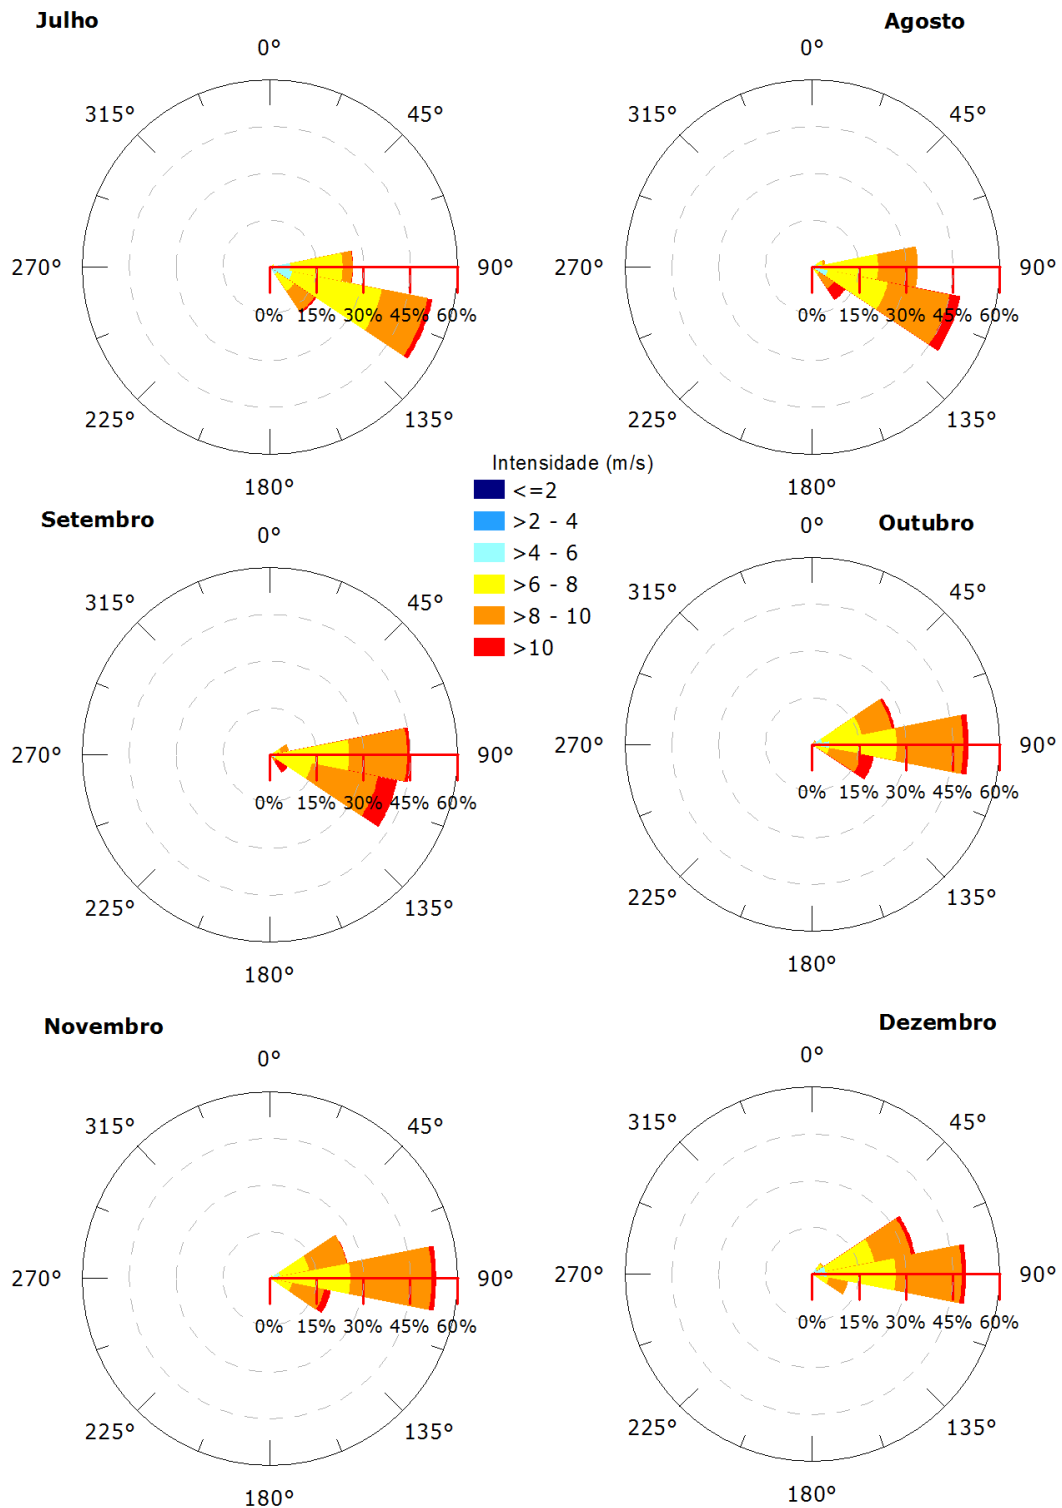 Julho
0°
45°
90°
135°
180°
225°
270°
315°
0% 15% 30% 45% 60%
Agosto
0°
45°
90°
135°
180°
225°
270°
315°
0% 15% 30% 45% 60%
Intensidade (m/s)
<=2
>2 - 4
>4 - 6
>6 - 8
>8 - 10
>10
Setembro
0°
45°
90°
135°
180°
225°
270°
315°
0% 15% 30% 45% 60%
Outubro
0°
45°
90°
135°
180°
225°
270°
315°
0% 15% 30% 45% 60%
Novembro
0°
45°
90°
135°
180°
225°
270°
315°
0% 15% 30% 45% 60%
Dezembro
0°
45°
90°
135°
180°
225°
270°
315°
0% 15% 30% 45% 60%